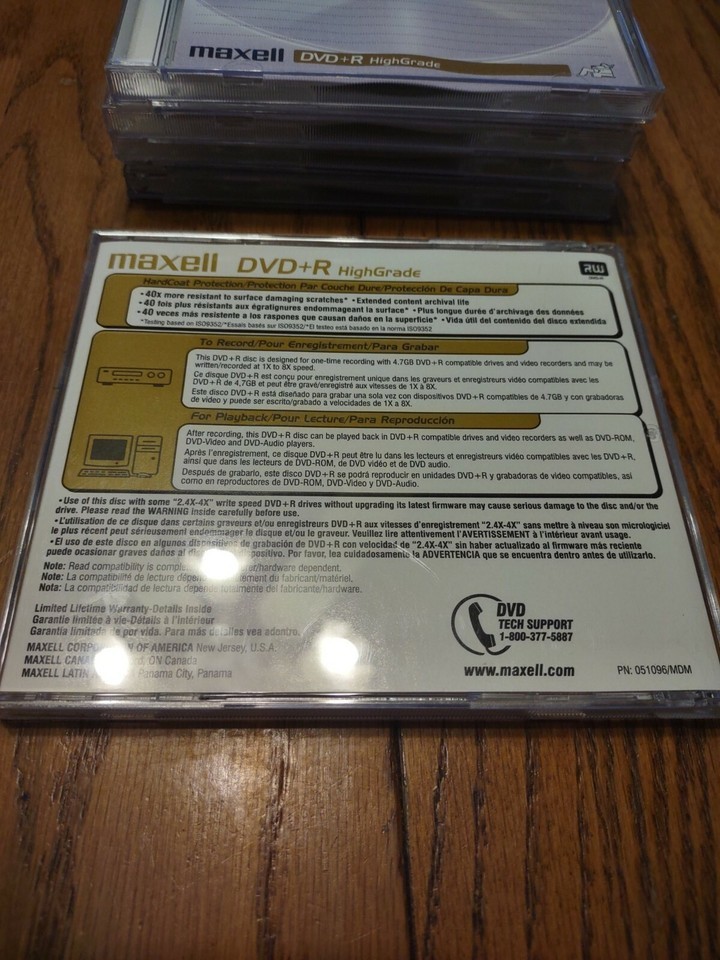 maxell DVD+R HighGrade
maxell DVD+R HighGrade
RW
HardCoat Protection/Protection Par Couche Dure/Protección De Capa Dura
• 40x more resistant to surface damaging scratches* • Extended content archival life
• 40 fois plus résistants aux égratignures endommageant la surface* • Plus longue durée d'archivage des données
• 40 veces más resistente a los raspones que causan daños en la superficie* • Vida útil del contenido del disco extendida
*Testing based on ISO9352/*Essais basés sur ISO9352/*El testeo está basado en la norma ISO9352
To Record/Pour Enregistrement/Para Grabar
This DVD+R disc is designed for one-time recording with 4.7GB DVD+R compatible drives and video recorders and may be
written/recorded at 1X to 8X speed.
Ce disque DVD+R est conçu pour enregistrement unique dans les graveurs et enregistreurs vidéo compatibles avec les
DVD+R de 4,7GB et peut être gravé/enregistré aux vitesses de 1X à 8X.
Este disco DVD+R está diseñado para grabar una sola vez con dispositivos DVD+R compatibles de 4.7GB y con grabadoras
de video y puede ser escrito/grabado a velocidades de 1X a 8X.
For Playback/Pour Lecture/Para Reproducción
After recording, this DVD+R disc can be played back in DVD+R compatible drives and video recorders as well as DVD-ROM,
DVD-Video and DVD-Audio players.
Après l'enregistrement, ce disque DVD+R peut être lu dans les lecteurs et enregistreurs vidéo compatibles avec les DVD+R,
ainsi que dans les lecteurs de DVD-ROM, de DVD vidéo et de DVD audio.
Después de grabarlo, este disco DVD+R se podrá reproducir en unidades DVD+R y grabadoras de video compatibles, así
como en reproductores de DVD-ROM, DVD-Video y DVD-Audio.
• Use of this disc with some "2.4X-4X" write speed DVD+R drives without upgrading its latest firmware may cause serious damage to the disc and/or the
drive. Please read the WARNING inside carefully before use.
• L'utilisation de ce disque dans certains graveurs et/ou enregistreurs DVD+R aux vitesses d'enregistrement "2.4X-4X" sans mettre à niveau son micrologiciel
le plus récent peut sérieusement endommager le disque et/ou le graveur. Veuillez lire attentivement l'AVERTISSEMENT à l'intérieur avant usage.
• El uso de este disco en algunos dispositivos de grabación de DVD+R con velocidad de "2.4X-4X" sin haber actualizado al firmware más reciente
puede ocasionar graves daños al dispositivo. Por favor, lea cuidadosamente la ADVERTENCIA que se encuentra dentro antes de utilizarlo.
Note: Read compatibility is hardware dependent.
Note: La compatibilité de lecture dépend du fabricant/matériel.
Nota: La compatibilidad de lectura depende totalmente del fabricante/hardware.
Limited Lifetime Warranty-Details Inside
Garantie limitée à vie-Détails à l'intérieur
Garantía limitada de por vida. Para más detalles vea adentro.
MAXELL CORPORATION OF AMERICA New Jersey, U.S.A.
MAXELL ON Canada
MAXELL LATIN Panama City, Panama
DVD
TECH SUPPORT
1-800-377-5887
www.maxell.com
PN: 051096/MDM